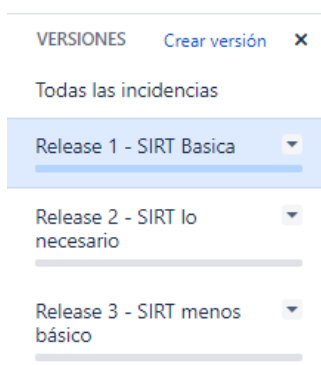 VERSIONES Crear versión ×
Todas las incidencias
Release 1 - SIRT Basica
Release 2 - SIRT lo
necesario
Release 3 - SIRT menos
básico